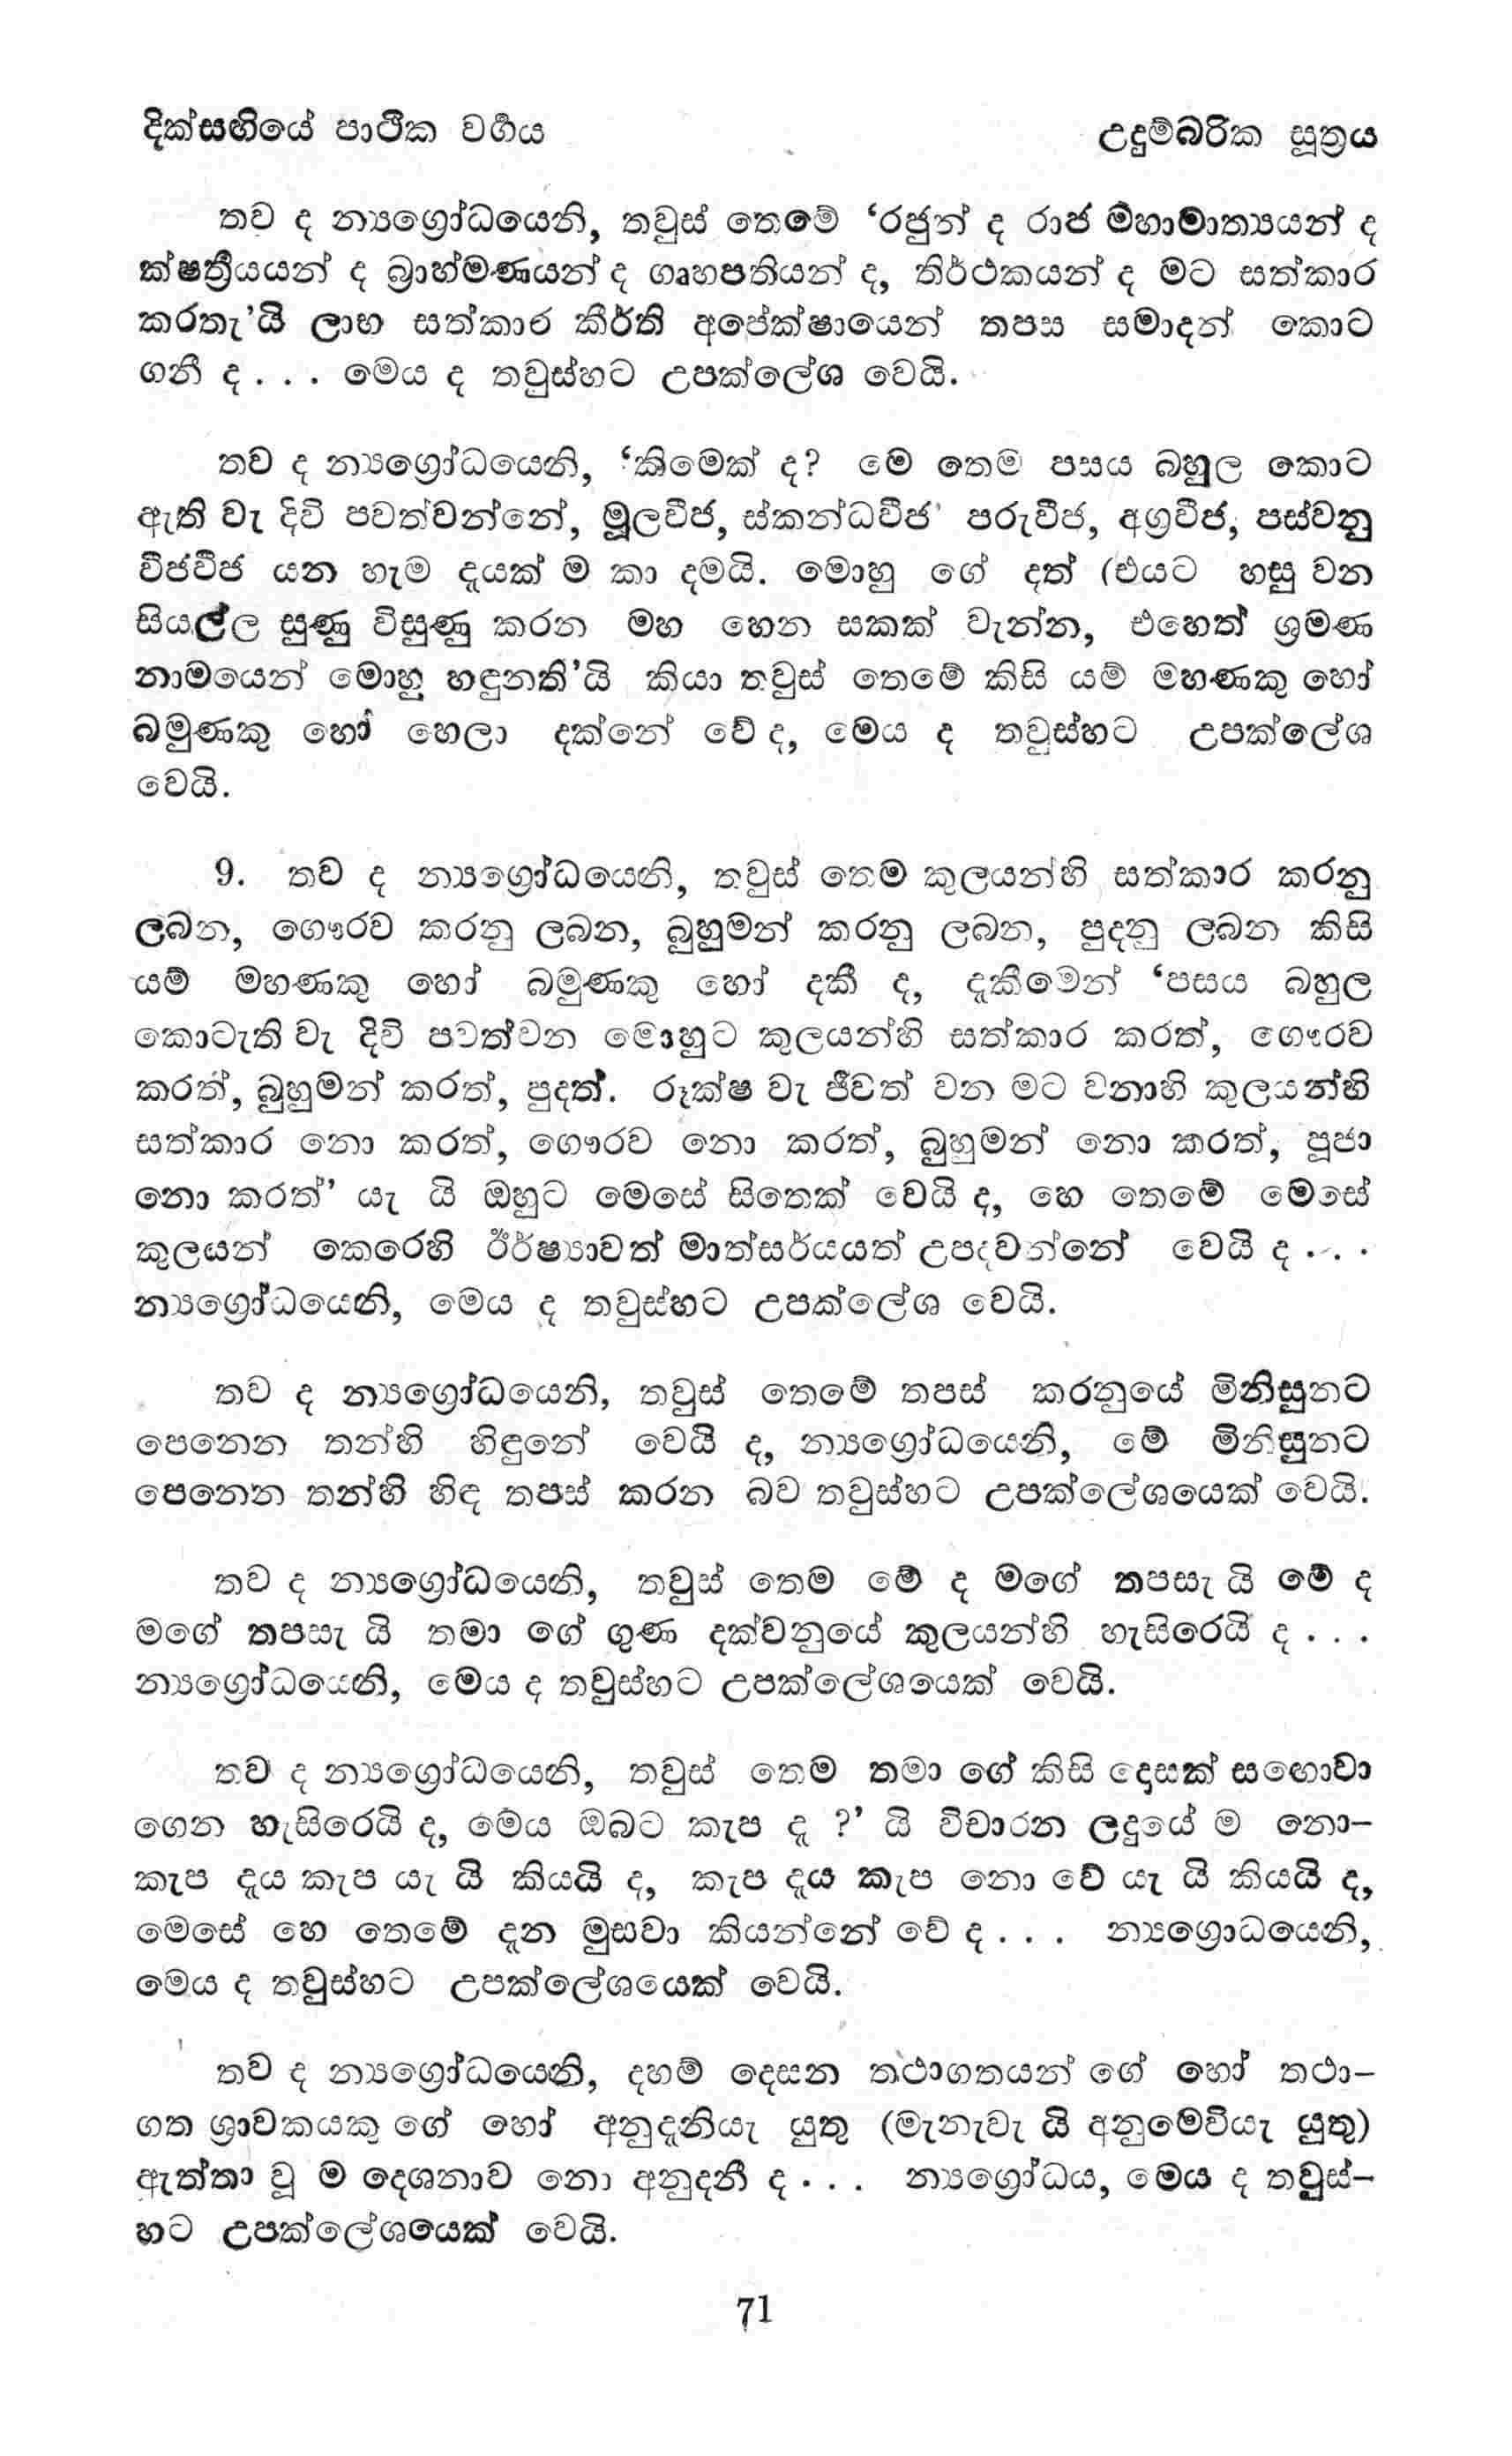 දික්සඟියේ පාථික වර්‍ගය
උදුම්බරික සූත්‍රය
තව ද න්‍යග්‍රෝධයෙනි, තවුස් තෙමේ ‘රජුන් ද රාජ මහාමාත්‍යයන් ද
ක්ෂත්‍රීයයන් ද බ්‍රාහ්මණයන් ද ගෘහපතියන් ද, තිර්ථකයන් ද මට සත්කාර
කරතැ’යි ලාභ සත්කාර කීර්ති අපේක්ෂායෙන් තපස සමාදන් කොට
ගනී ද . . . මෙය ද තවුස්හට උපක්ලේශ වෙයි.
තව ද න්‍යග්‍රෝධයෙනි, ‘කිමෙක් ද? මෙ තෙම පසය බහුල කොට
ඇති වැ දිවි පවත්වන්නේ, මූලවීජ, ස්කන්ධවීජ’ පරුවීජ, අග්‍රවීජ, පස්වනු
වීජවීජ යන හැම දෑයක් ම කා දමයි. මොහු ගේ දත් (එයට හසු වන
සියල්ල සුණු විසුණු කරන මහ හෙන සකක් වැන්න, එහෙත් ශ්‍රමණ
නාමයෙන් මොහු හඳුනති’යි කියා තවුස් තෙමේ කිසි යම් මහණකු හෝ
බමුණකු හෝ හෙලා දක්නේ වේ ද, මෙය ද තවුස්හට උපක්ලේශ
වෙයි.
9. තව ද න්‍යග්‍රෝධයෙනි, තවුස් තෙම කුලයන්හි සත්කාර කරනු
ලබන, ගෞරව කරනු ලබන, බුහුමන් කරනු ලබන, පුදනු ලබන කිසි
යම් මහණකු හෝ බමුණකු හෝ දකී ද, දැකීමෙන් ‘පසය බහුල
කොටැති වැ දිවි පවත්වන මොහුට කුලයන්හි සත්කාර කරත්, ගෞරව
කරත්, බුහුමන් කරත්, පුදත්. රූක්ෂ වැ ජීවත් වන මට වනාහි කුලයන්හි
සත්කාර නො කරත්, ගෞරව නො කරත්, බුහුමන් නො කරත්, පූජා
නො කරත්’ යැ යි ඔහුට මෙසේ සිතෙක් වෙයි ද, හෙ තෙමේ මෙසේ
කුලයන් කෙරෙහි ඊර්ෂ්‍යාවත් මාත්සර්යයත් උපදවන්නේ වෙයි ද . . .
න්‍යග්‍රෝධයෙනි, මෙය ද තවුස්හට උපක්ලේශ වෙයි.
තව ද න්‍යග්‍රෝධයෙනි, තවුස් තෙමේ තපස් කරනුයේ මිනිසුනට
පෙනෙන තන්හි හිඳුනේ වෙයි ද, න්‍යග්‍රෝධයෙනි, මේ මිනිසුනට
පෙනෙන තන්හි හිඳ තපස් කරන බව තවුස්හට උපක්ලේශයෙක් වෙයි.
තව ද න්‍යග්‍රෝධයෙනි, තවුස් තෙම මේ ද මගේ තපසැ යි මේ ද
මගේ තපසැ යි තමා ගේ ගුණ දක්වනුයේ කුලයන්හි හැසිරෙයි ද . . .
න්‍යග්‍රෝධයෙනි, මෙය ද තවුස්හට උපක්ලේශයෙක් වෙයි.
තව ද න්‍යග්‍රෝධයෙනි, තවුස් තෙම තමා ගේ කිසි දොසක් සඟොවා
ගෙන හැසිරෙයි ද, මේය ඔබට කැප දැ ?’ යි විචාරන ලදුයේ ම නො–
කැප දැය කැප යැ යි කියයි ද, කැප දැය කැප නො වේ යැ යි කියයි ද,
මෙසේ හෙ තෙමේ දැන මුසවා කියන්නේ වේ ද . . . න්‍යග්‍රොධයෙනි,
මෙය ද තවුස්හට උපක්ලේශයෙක් වෙයි.
තව ද න්‍යග්‍රෝධයෙනි, දහම් දෙසන තථාගතයන් ගේ හෝ තථා–
ගත ශ්‍රාවකයකු ගේ හෝ අනුදැනියැ යුතු (මැනැවැ යි අනුමෙවියැ යුතු)
ඇත්තා වූ ම දෙශනාව නො අනුදනී ද . . . න්‍යග්‍රෝධය, මෙය ද තවුස්–
හට උපක්ලේශයෙක් වෙයි.
71